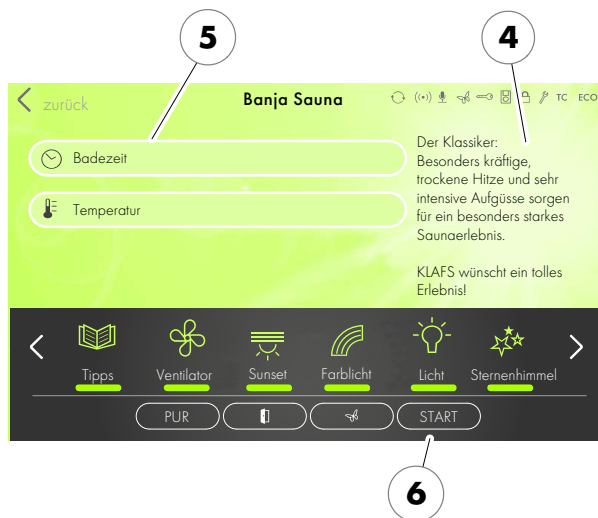 5
4
zurück
Banja Sauna
TC ECO
Badezeit
Temperatur
Der Klassiker:
Besonders kräftige,
trockene Hitze und sehr
intensive Aufgüsse sorgen
für ein besonders starkes
Saunaerlebnis.
KLAFS wünscht ein tolles
Erlebnis!
Tipps
Ventilator
Sunset
Farblicht
Licht
Sternenhimmel
PUR
START
6